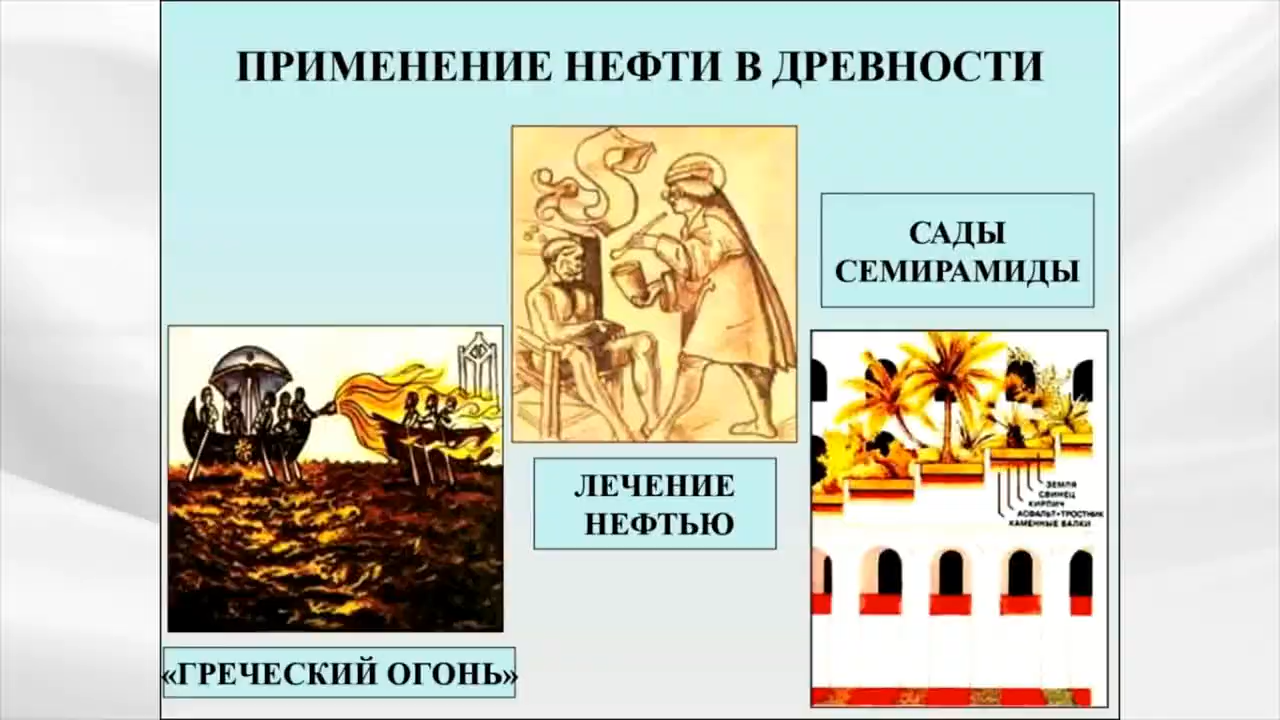 ПРИМЕНЕНИЕ НЕФТИ В ДРЕВНОСТИ
САДЫ
СЕМИРАМИДЫ
ЗЕМЛЯ
СВИНЕЦ
КИРПИЧ
АСФАЛЬТ+ТРОСТНИК
КАМЕННЫЕ БАЛКИ
ЛЕЧЕНИЕ
НЕФТЬЮ
«ГРЕЧЕСКИЙ ОГОНЬ»